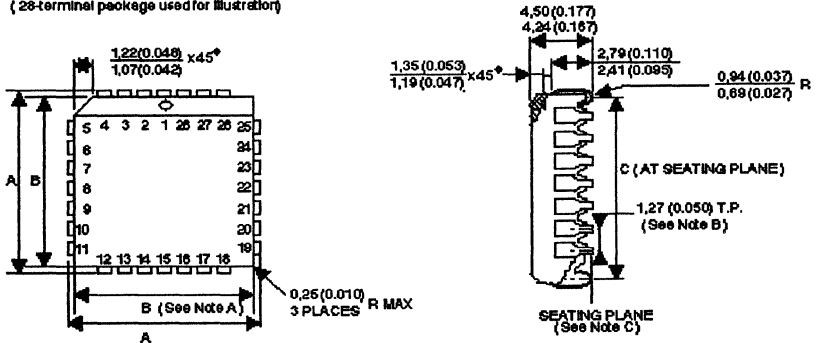 ( 28-terminal package used for illustration)
1,22(0.048)
1,07(0.042) x45°
5 4 3 2 1 28 27 26 25
6 24
7 23
8 22
9 21
10 20
11 19
12 13 14 15 16 17 18
A B
B (See Note A)
A
0,25(0.010)
3 PLACES R MAX
4,50(0.177)
4,24(0.167)
1,35(0.053)
1,19(0.047) x45°
2,79(0.110)
2,41(0.095)
0,94(0.037)
0,69(0.027) R
C (AT SEATING PLANE)
1,27 (0.050) T.P.
(See Note B)
SEATING PLANE
(See Note C)